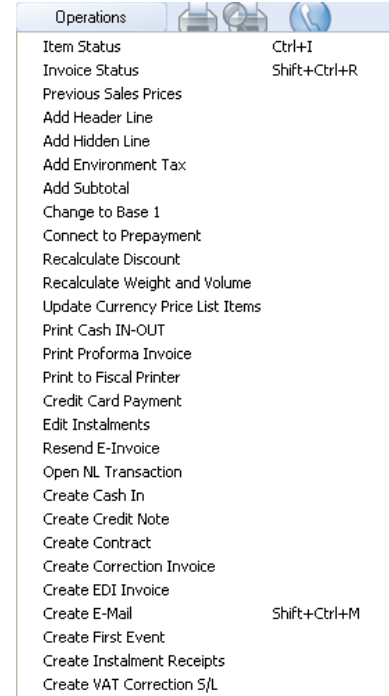 Operations
Item Status Ctrl+I
Invoice Status Shift+Ctrl+R
Previous Sales Prices
Add Header Line
Add Hidden Line
Add Environment Tax
Add Subtotal
Change to Base 1
Connect to Prepayment
Recalculate Discount
Recalculate Weight and Volume
Update Currency Price List Items
Print Cash IN-OUT
Print Proforma Invoice
Print to Fiscal Printer
Credit Card Payment
Edit Instalments
Resend E-Invoice
Open NL Transaction
Create Cash In
Create Credit Note
Create Contract
Create Correction Invoice
Create EDI Invoice
Create E-Mail Shift+Ctrl+M
Create First Event
Create Instalment Receipts
Create VAT Correction S/L